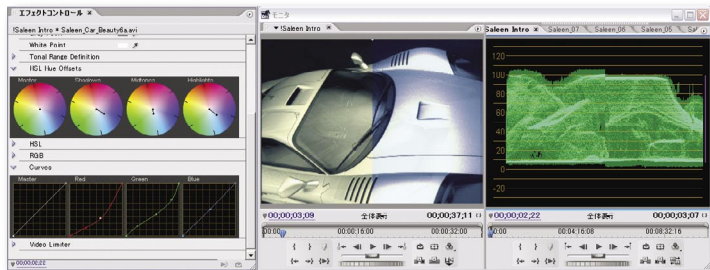 エフェクトコントロール ×
!Saleen Intro * Saleen_Car_Beauty6a.avi
White Point
Tonal Range Definition
HSL Hue Offsets
Master Shadows Midtones Highlights
HSL
RGB
Curves
Master Red Green Blue
Video Limiter
00;00;02;22
モニタ
!Saleen Intro ×
00;00;03;09 全体表示 00;00;37;11
00;00 00;00;16;00 00;00;32;00
Saleen Intro × Saleen_07 Saleen_06 Saleen_05
120
100
80
60
40
20
0
-20
00;00;02;22 全体表示 00;00;03;07
00;00 00;04;16;08 00;08;32;16